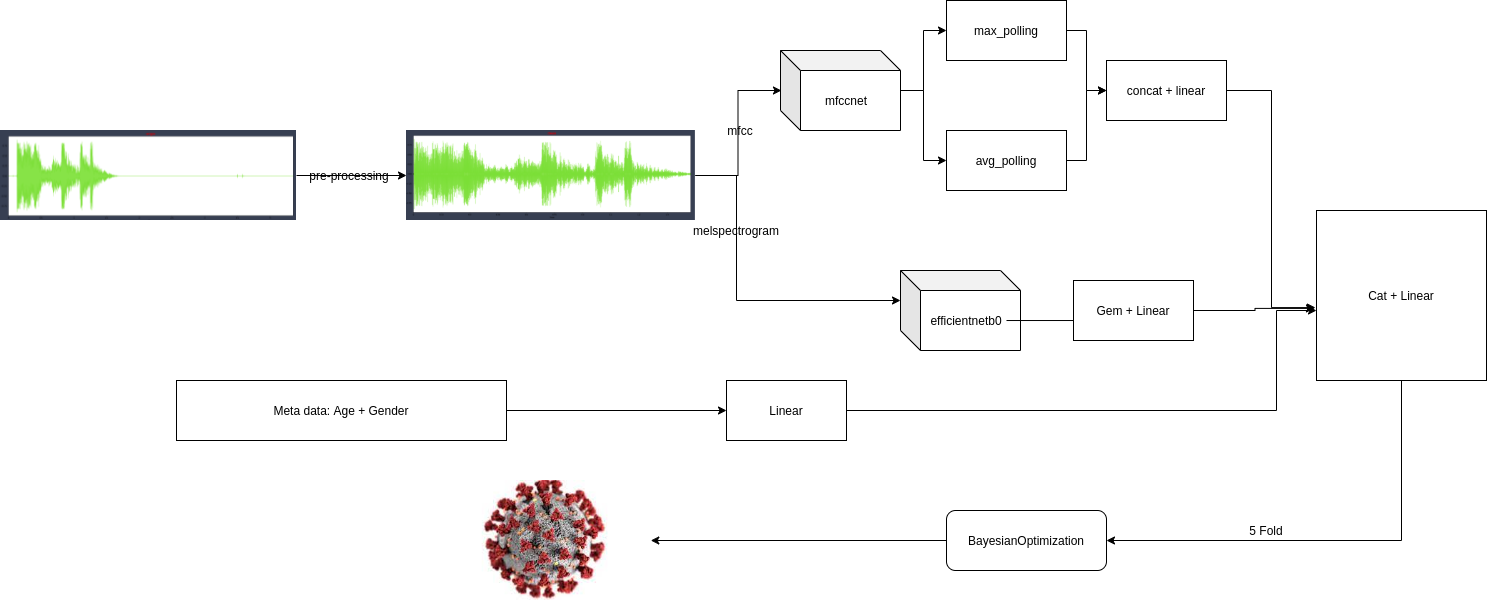 max_polling
mfccnet
concat + linear
mfcc
avg_polling
pre-processing
melspectrogram
Cat + Linear
efficientnetb0
Gem + Linear
Meta data: Age + Gender
Linear
5 Fold
BayesianOptimization